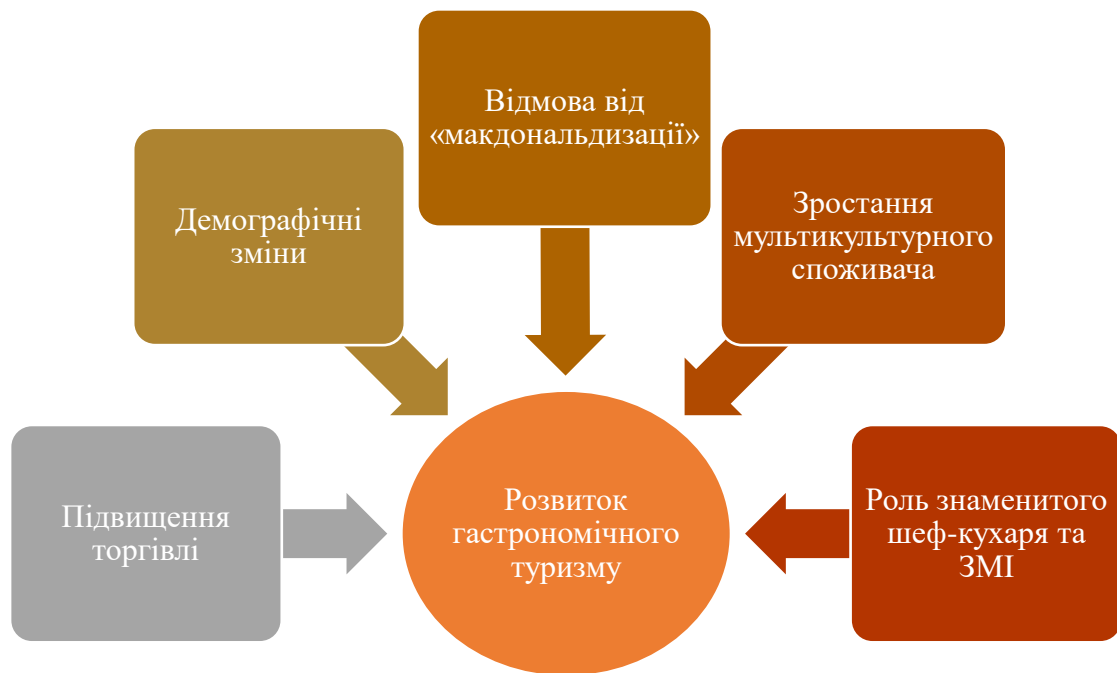 Відмова від
«макдональдизації»
Демографічні
зміни
Зростання
мультикультурного
споживача
Підвищення
торгівлі
Розвиток
гастрономічного
туризму
Роль знаменитого
шеф-кухаря та
ЗМІ